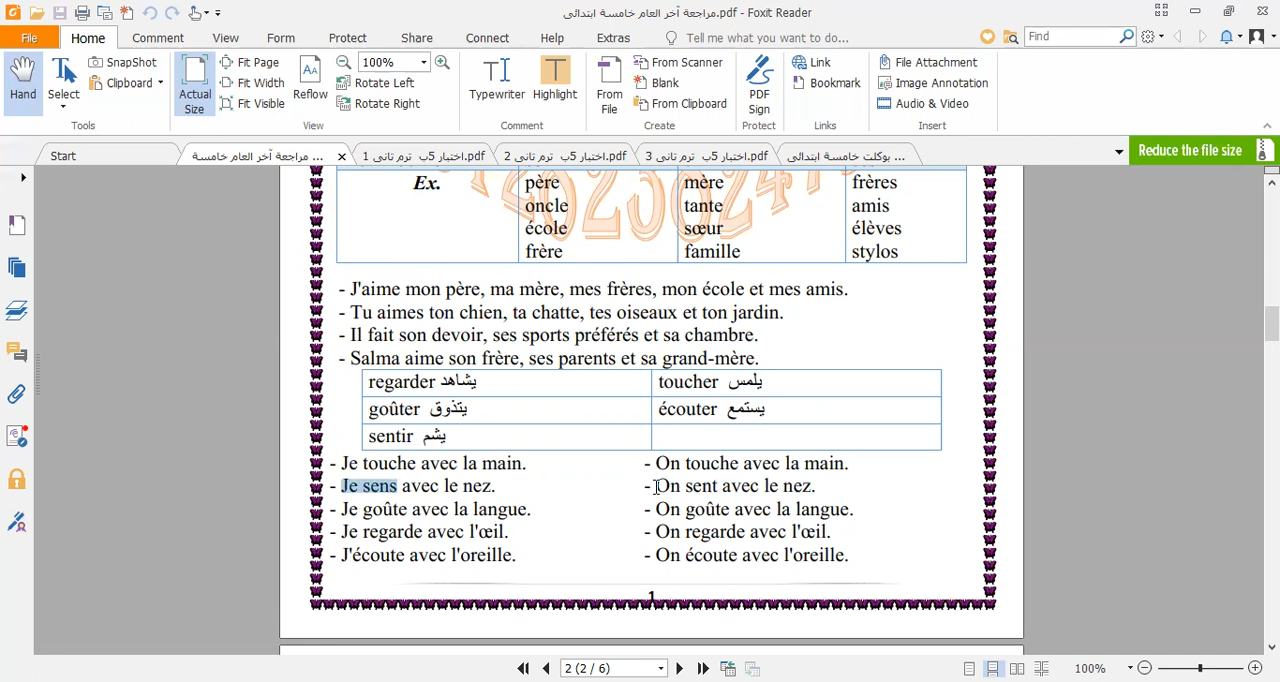 مراجعة آخر العام خامسة ابتدائى.pdf - Foxit Reader
File Home Comment View Form Protect Share Connect Help Extras Tell me what you want to do... Find
Hand Select SnapShot Clipboard Actual Size Fit Page Fit Width Fit Visible Reflow 100% Rotate Left Rotate Right Typewriter Highlight From File From Scanner Blank From Clipboard PDF Sign Link Bookmark File Attachment Image Annotation Audio & Video
Tools View Comment Create Protect Links Insert
Start مراجعة آخر العام خامسة ... اختبار 5ب ترم تانى 1.pdf اختبار 5ب ترم تانى 2.pdf اختبار 5ب ترم تانى 3.pdf بوكلت خامسة ابتدائى ... Reduce the file size
Ex. père mère frères
oncle tante amis
école sœur élèves
frère famille stylos
- J'aime mon père, ma mère, mes frères, mon école et mes amis.
- Tu aimes ton chien, ta chatte, tes oiseaux et ton jardin.
- Il fait son devoir, ses sports préférés et sa chambre.
- Salma aime son frère, ses parents et sa grand-mère.
regarder يشاهد toucher يلمس
goûter يتذوق écouter يستمع
sentir يشم
- Je touche avec la main. - On touche avec la main.
- Je sens avec le nez. - On sent avec le nez.
- Je goûte avec la langue. - On goûte avec la langue.
- Je regarde avec l'œil. - On regarde avec l'œil.
- J'écoute avec l'oreille. - On écoute avec l'oreille.
1
2 (2 / 6) 100%